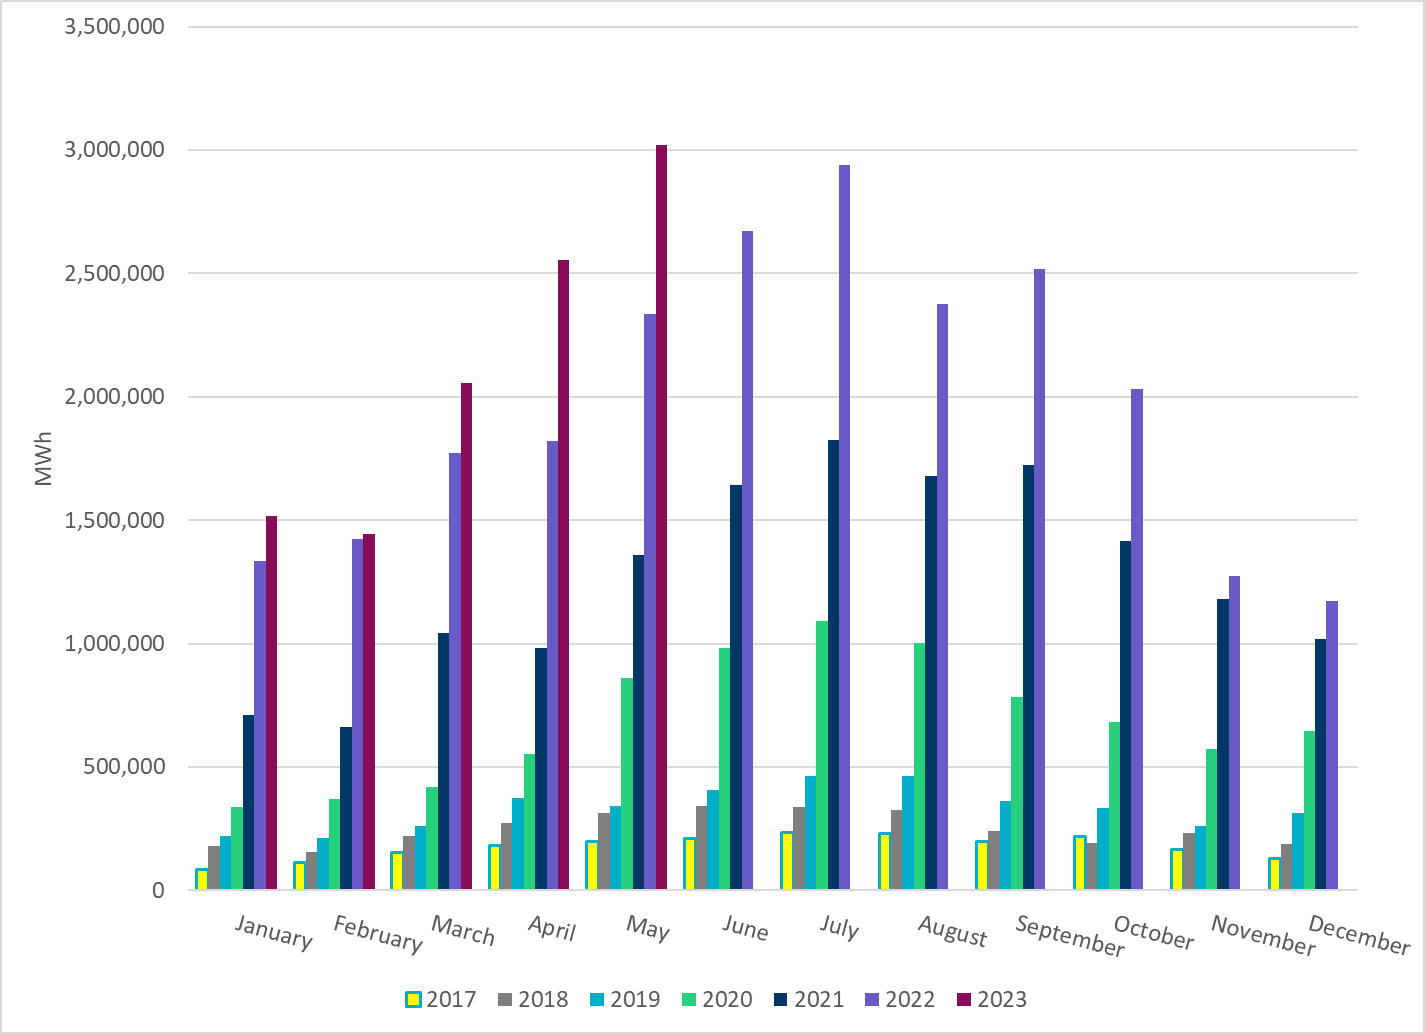 3,500,000
3,000,000
2,500,000
2,000,000
1,500,000
1,000,000
500,000
0
MWh
January February March April May June July August September October November December
2017 2018 2019 2020 2021 2022 2023